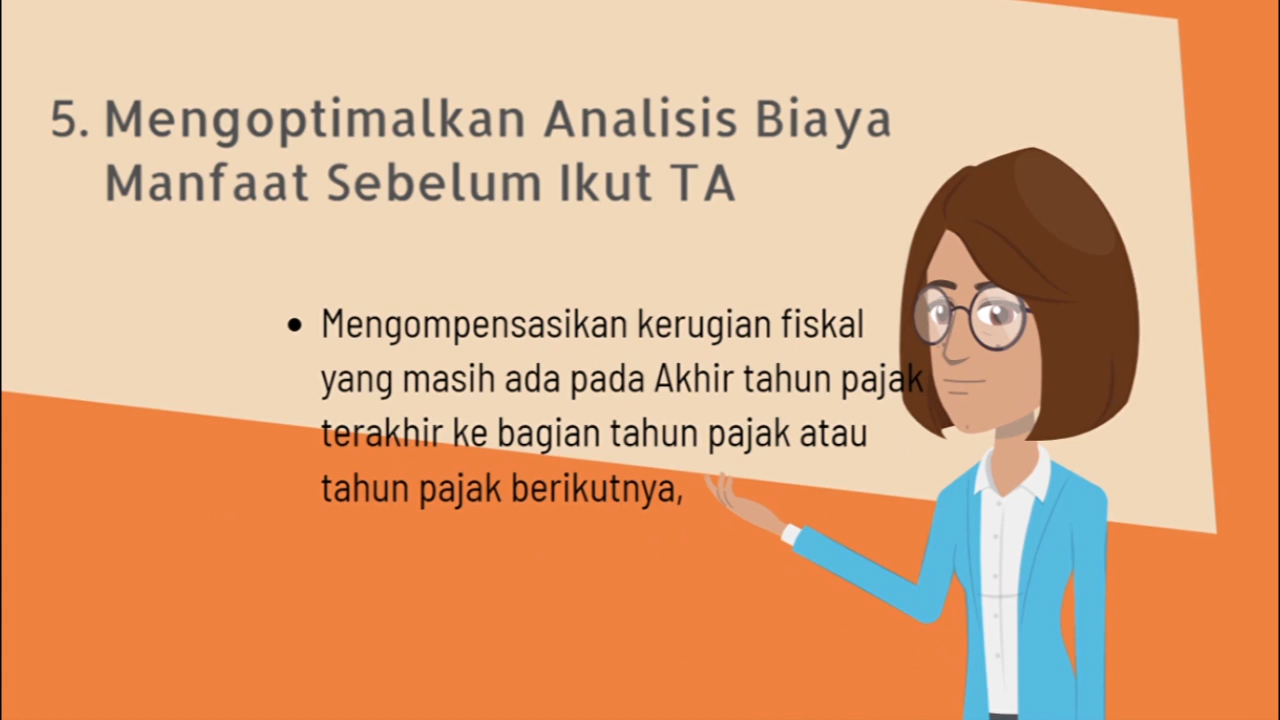 5. Mengoptimalkan Analisis Biaya
Manfaat Sebelum Ikut TA
• Mengompensasikan kerugian fiskal
yang masih ada pada Akhir tahun pajak
terakhir ke bagian tahun pajak atau
tahun pajak berikutnya,